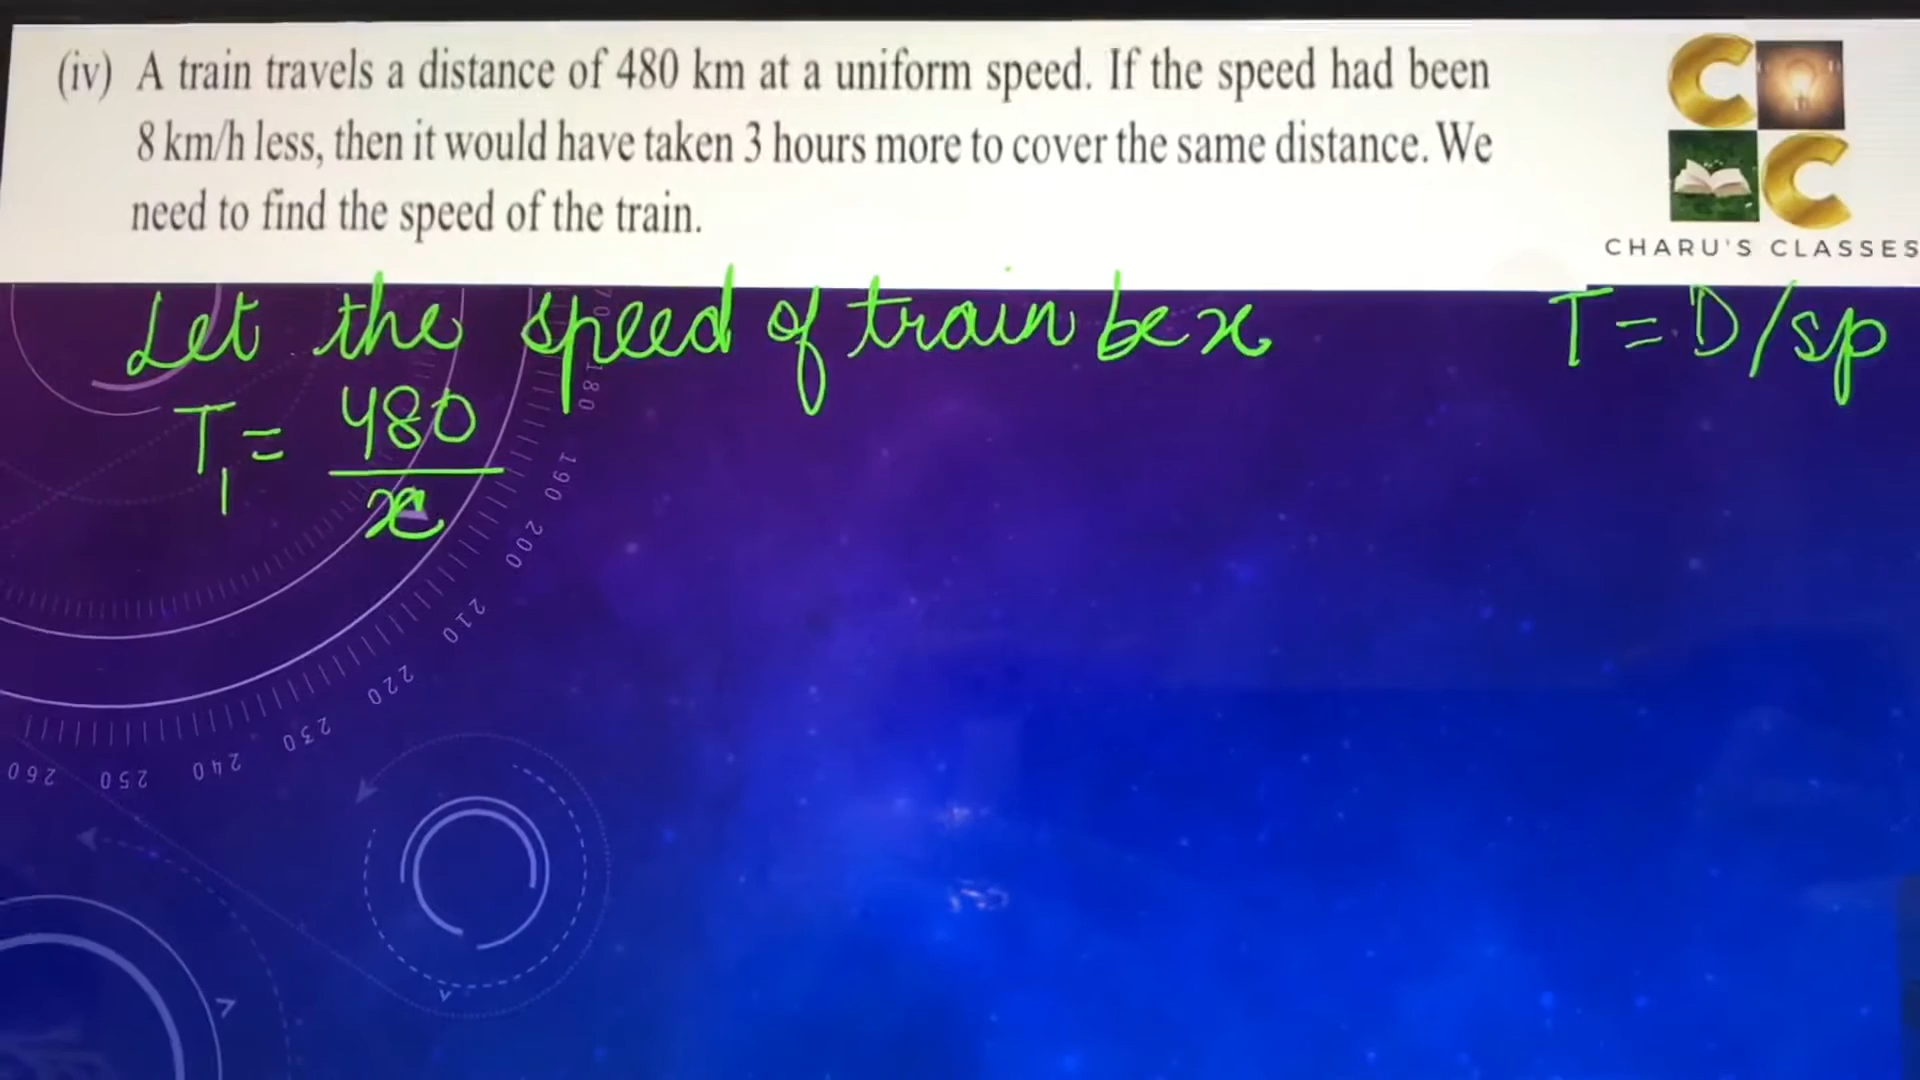 (iv) A train travels a distance of 480 km at a uniform speed. If the speed had been
8 km/h less, then it would have taken 3 hours more to cover the same distance. We
need to find the speed of the train.
CHARU'S CLASSES
Let the speed of train be x
T = D/sp
T₁ = 480/x
180
190
200
210
220
230
240
250
260